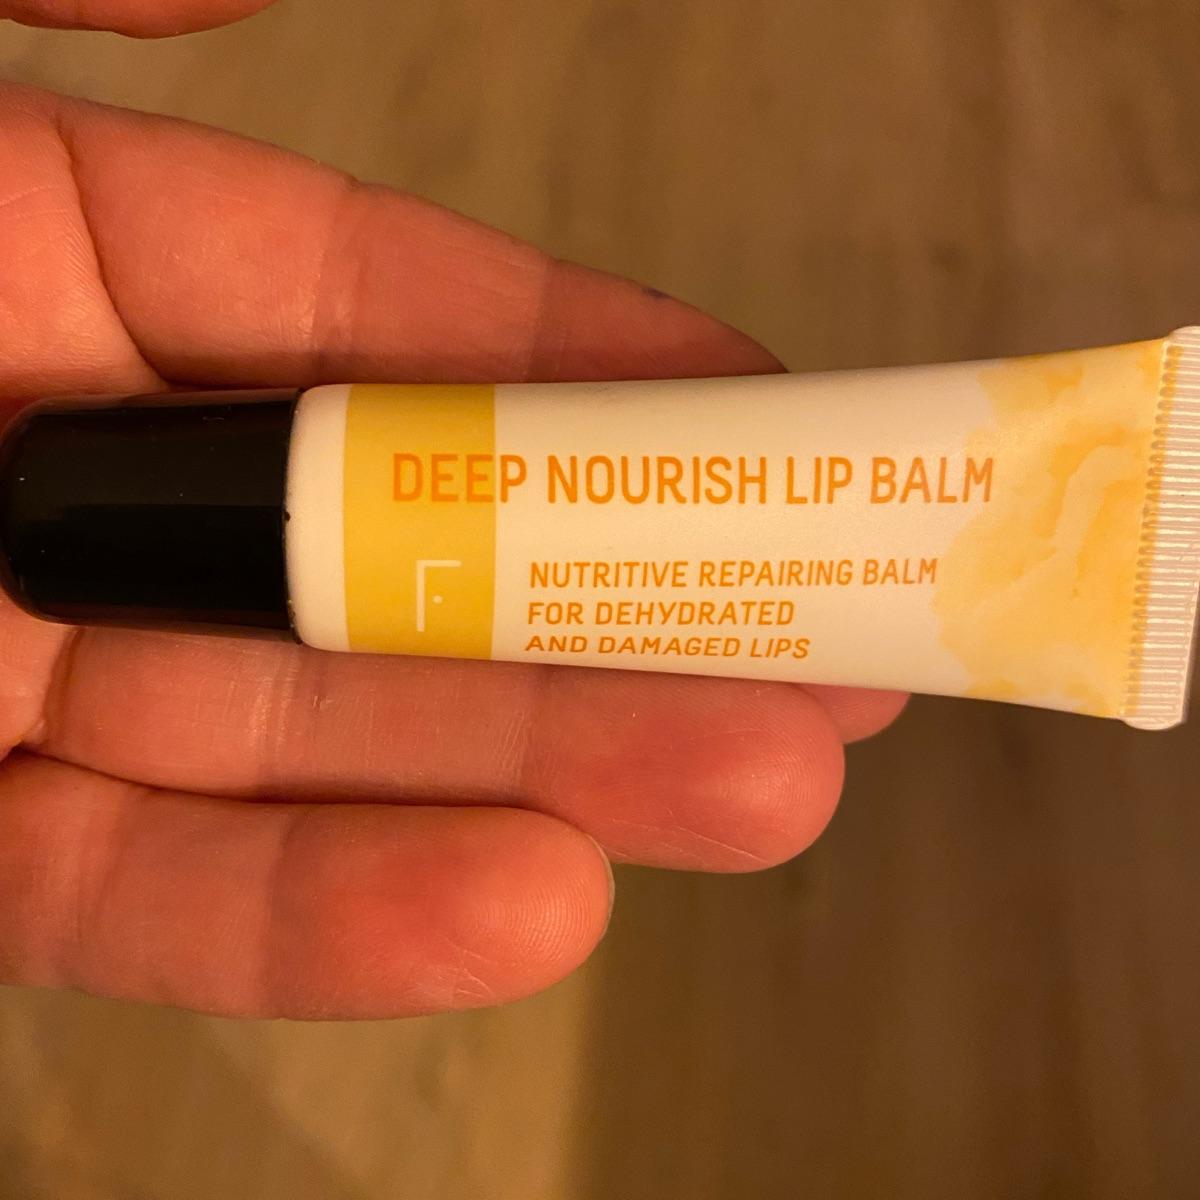 DEEP NOURISH LIP BALM
NUTRITIVE REPAIRING BALM
FOR DEHYDRATED
AND DAMAGED LIPS